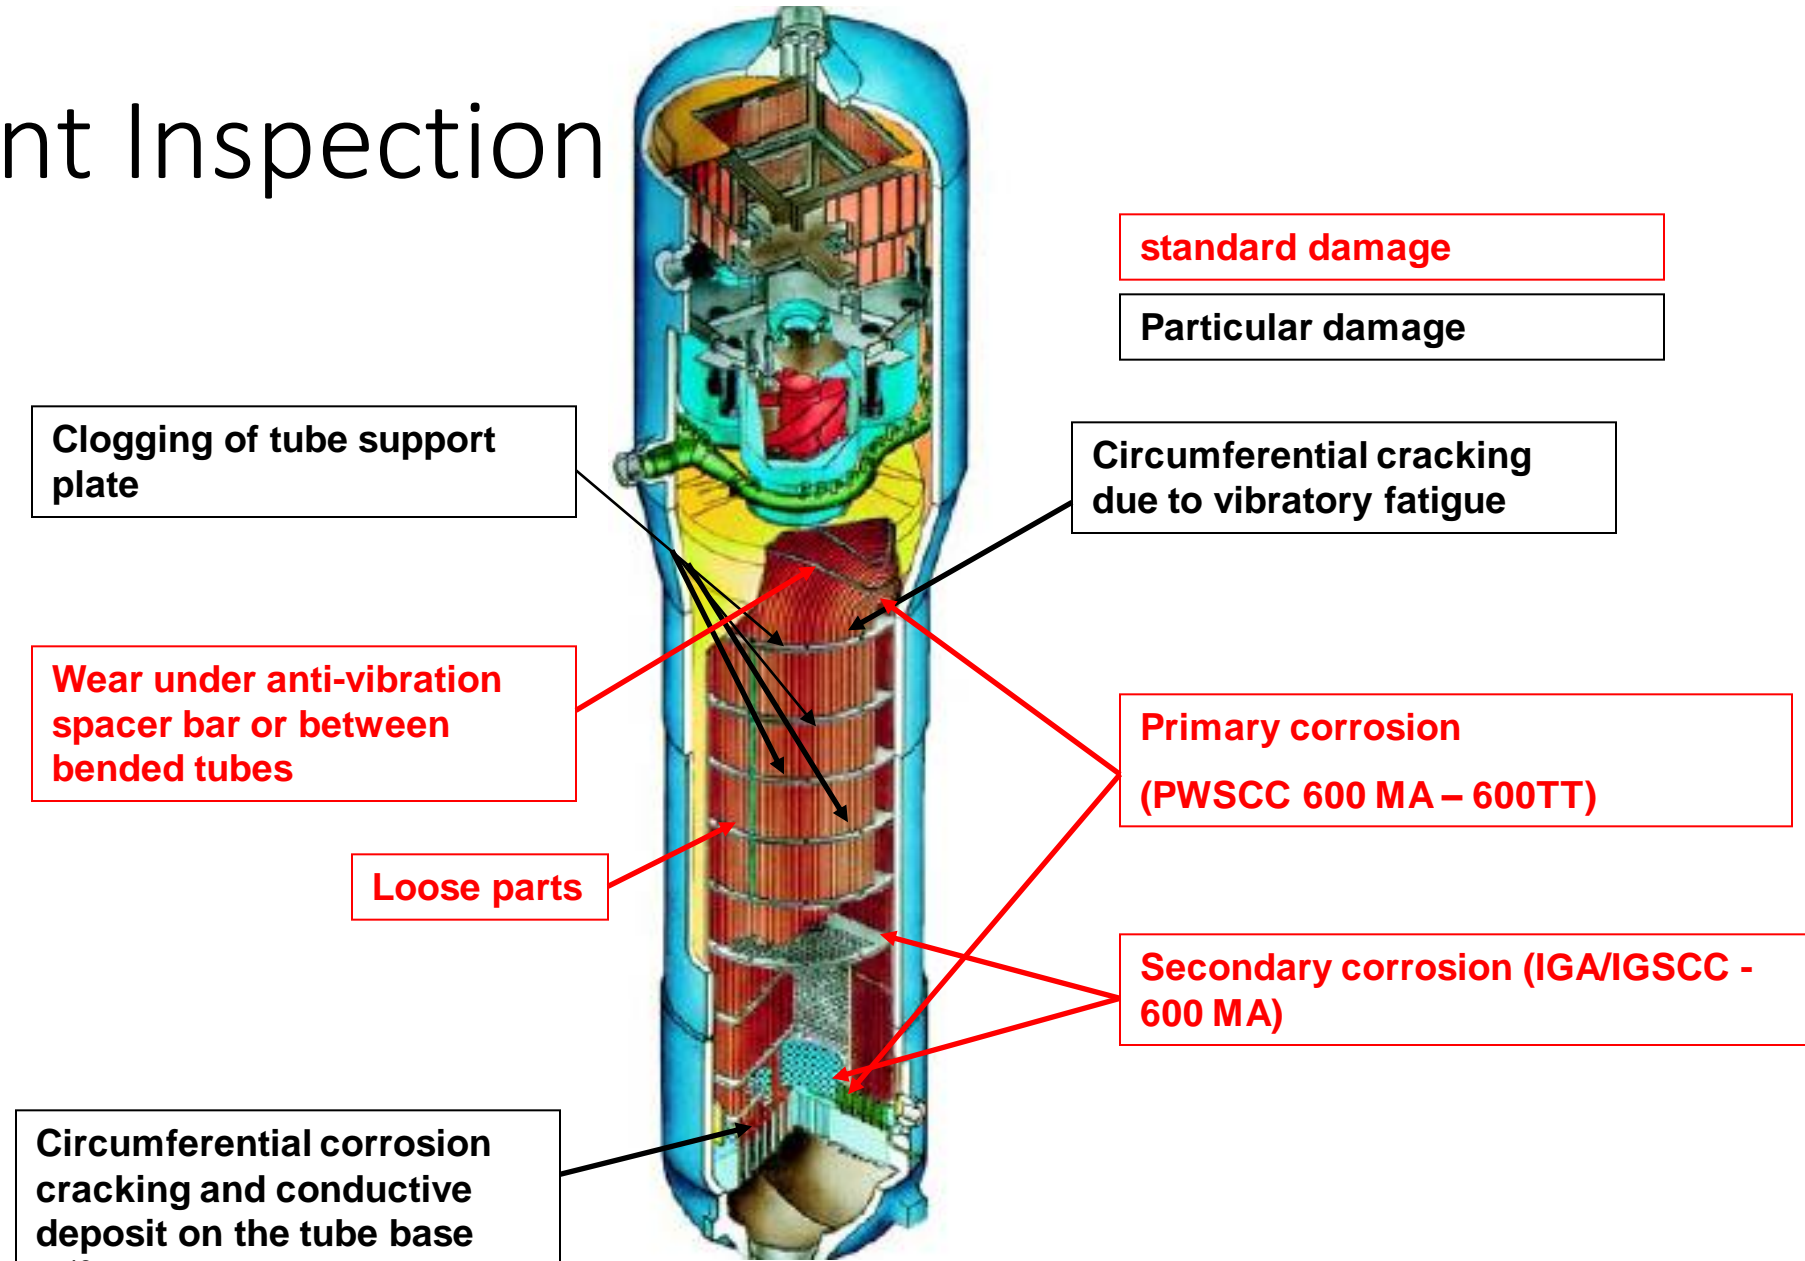 nt Inspection
standard damage
Particular damage
Clogging of tube support
plate
Circumferential cracking
due to vibratory fatigue
Wear under anti-vibration
spacer bar or between
bended tubes
Primary corrosion
(PWSCC 600 MA – 600TT)
Loose parts
Secondary corrosion (IGA/IGSCC -
600 MA)
Circumferential corrosion
cracking and conductive
deposit on the tube base